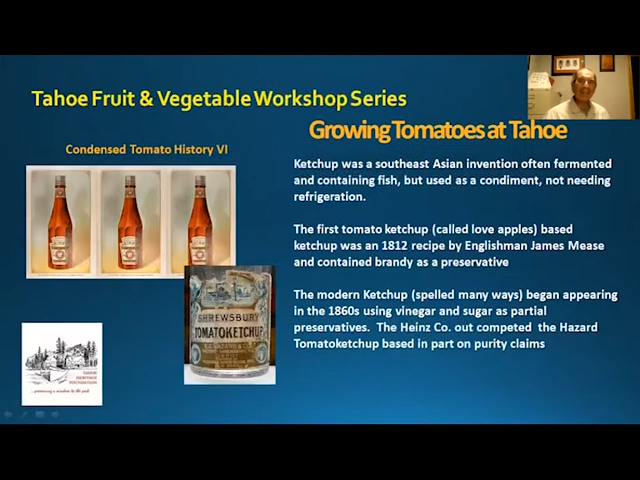 Tahoe Fruit & Vegetable Workshop Series
Growing Tomatoes at Tahoe
Condensed Tomato History VI
Ketchup was a southeast Asian invention often fermented
and containing fish, but used as a condiment, not needing
refrigeration.
The first tomato ketchup (called love apples) based
ketchup was an 1812 recipe by Englishman James Mease
and contained brandy as a preservative
The modern Ketchup (spelled many ways) began appearing
in the 1860s using vinegar and sugar as partial
preservatives. The Heinz Co. out competed the Hazard
Tomatoketchup based in part on purity claims
SHREWSBURY
TOMATOKETCHUP
TAHOE
HERITAGE
FOUNDATION